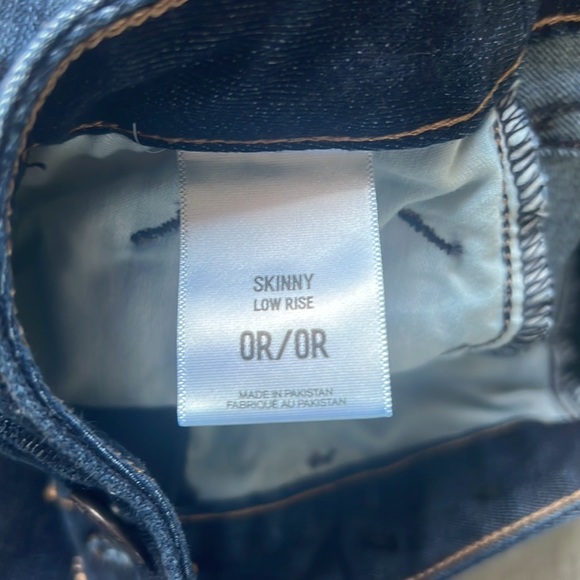 SKINNY
LOW RISE
0R/0R
MADE IN PAKISTAN
FABRIQUÉ AU PAKISTAN